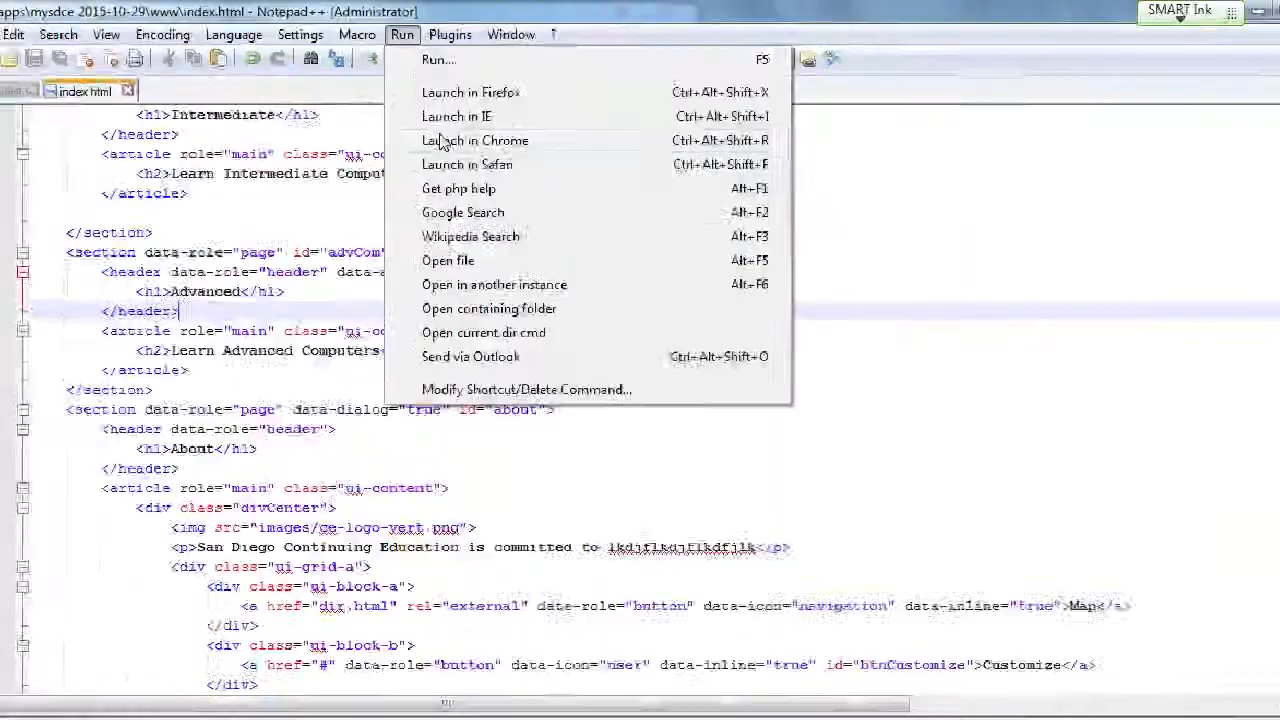 apps\mysdce 2015-10-29\www\index.html - Notepad++ [Administrator]
SMART Ink
Edit Search View Encoding Language Settings Macro Run Plugins Window ?
index.html
Run... F5
Launch in Firefox Ctrl+Alt+Shift+X
Launch in IE Ctrl+Alt+Shift+I
Launch in Chrome Ctrl+Alt+Shift+R
Launch in Safari Ctrl+Alt+Shift+F
Get php help Alt+F1
Google Search Alt+F2
Wikipedia Search Alt+F3
Open file Alt+F5
Open in another instance Alt+F6
Open containing folder
Open current dir cmd
Send via Outlook Ctrl+Alt+Shift+O
Modify Shortcut/Delete Command...
<h1>Intermediate</h1>
</header>
<article role="main" class="ui-co
<h2>Learn Intermediate Comput
</article>
</section>
<section data-role="page" id="advCom
<header data-role="header" data-a
<h1>Advanced</h1>
</header>
<article role="main" class="ui-co
<h2>Learn Advanced Computers
</article>
</section>
<section data-role="page" data-dialog="true" id="about">
<header data-role="header">
<h1>About</h1>
</header>
<article role="main" class="ui-content">
<div class="divCenter">
<img src="images/ce-logo-vert.png">
<p>San Diego Continuing Education is committed to </p>
<div class="ui-grid-a">
<div class="ui-block-a">
<a href="dir.html" rel="external" data-role="button" data-icon="navigation" data-inline="true">Map</a>
</div>
<div class="ui-block-b">
<a href="#" data-role="button" data-icon="user" data-inline="true" id="btnCustomize">Customize</a>
</div>